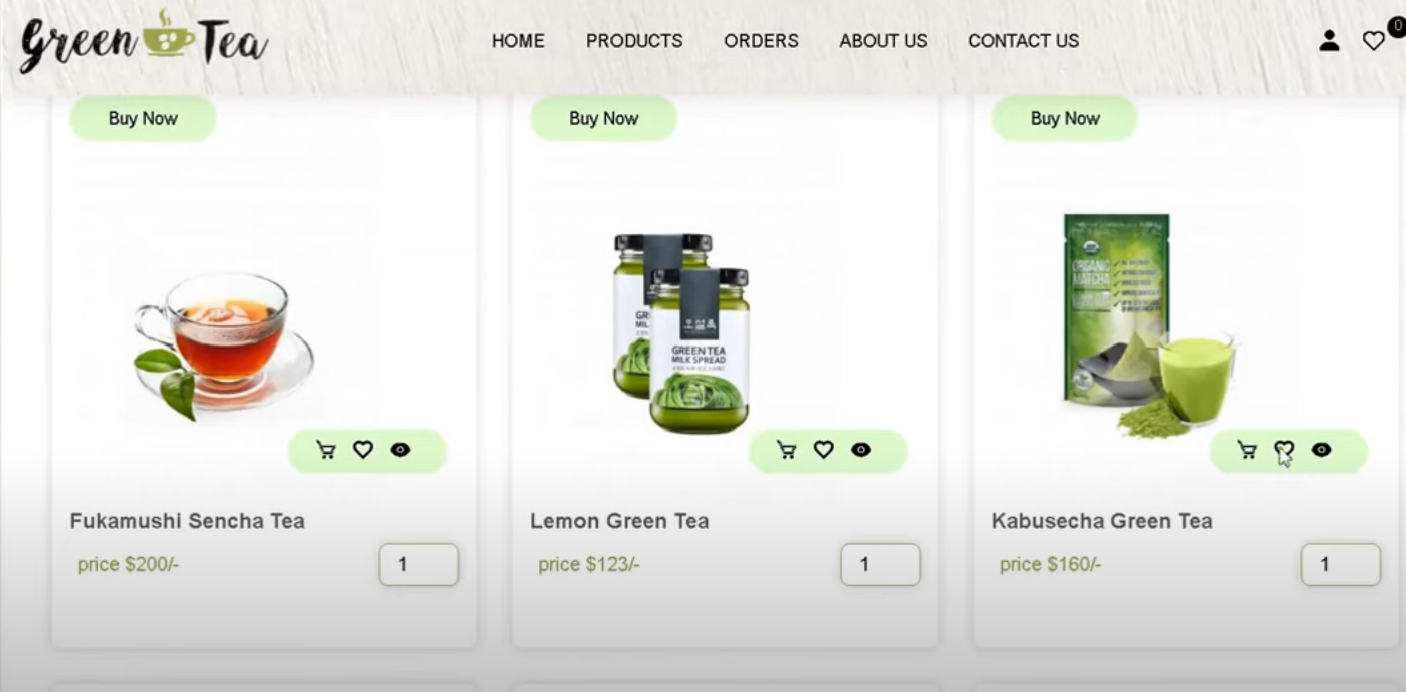 Green Tea
HOME PRODUCTS ORDERS ABOUT US CONTACT US
0
Buy Now Buy Now Buy Now
GREEN TEA
MILK SPREAD
ORGANIC
MATCHA
Fukamushi Sencha Tea Lemon Green Tea Kabusecha Green Tea
price $200/- 1 price $123/- 1 price $160/- 1